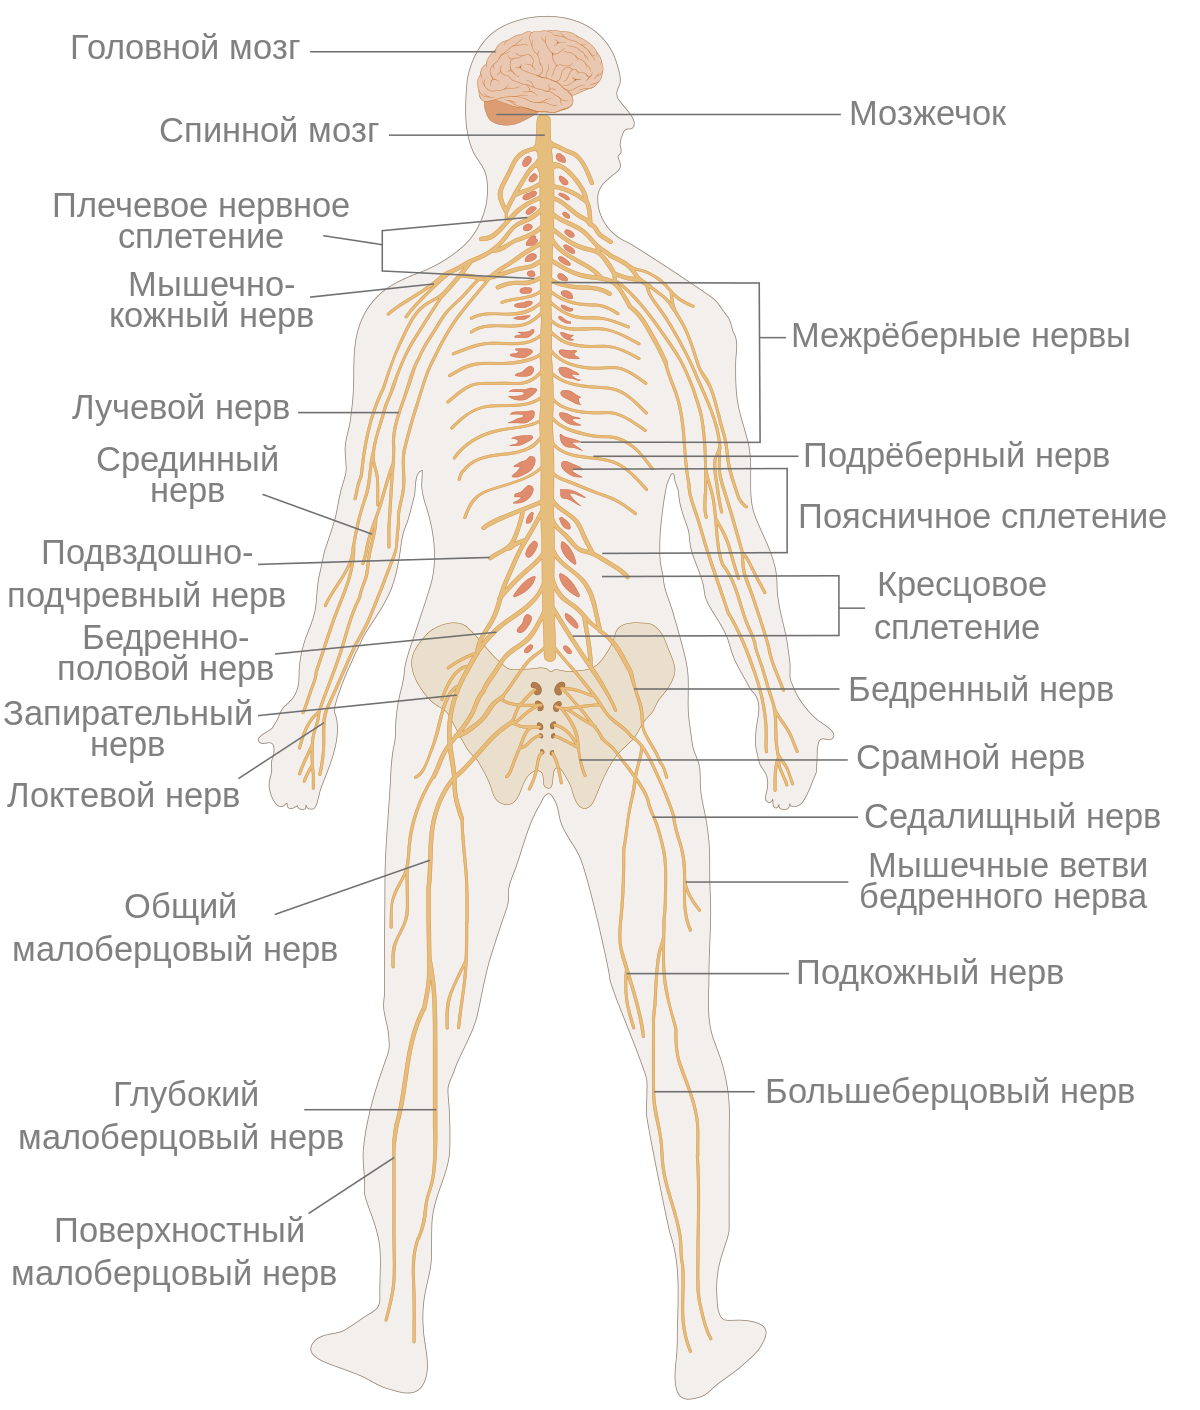 Головной мозг
Спинной мозг
Плечевое нервное
сплетение
Мышечно-
кожный нерв
Лучевой нерв
Срединный
нерв
Подвздошно-
подчревный нерв
Бедренно-
половой нерв
Запирательный
нерв
Локтевой нерв
Общий
малоберцовый нерв
Глубокий
малоберцовый нерв
Поверхностный
малоберцовый нерв
Мозжечок
Межрёберные нервы
Подрёберный нерв
Поясничное сплетение
Кресцовое
сплетение
Бедренный нерв
Срамной нерв
Седалищный нерв
Мышечные ветви
бедренного нерва
Подкожный нерв
Большеберцовый нерв